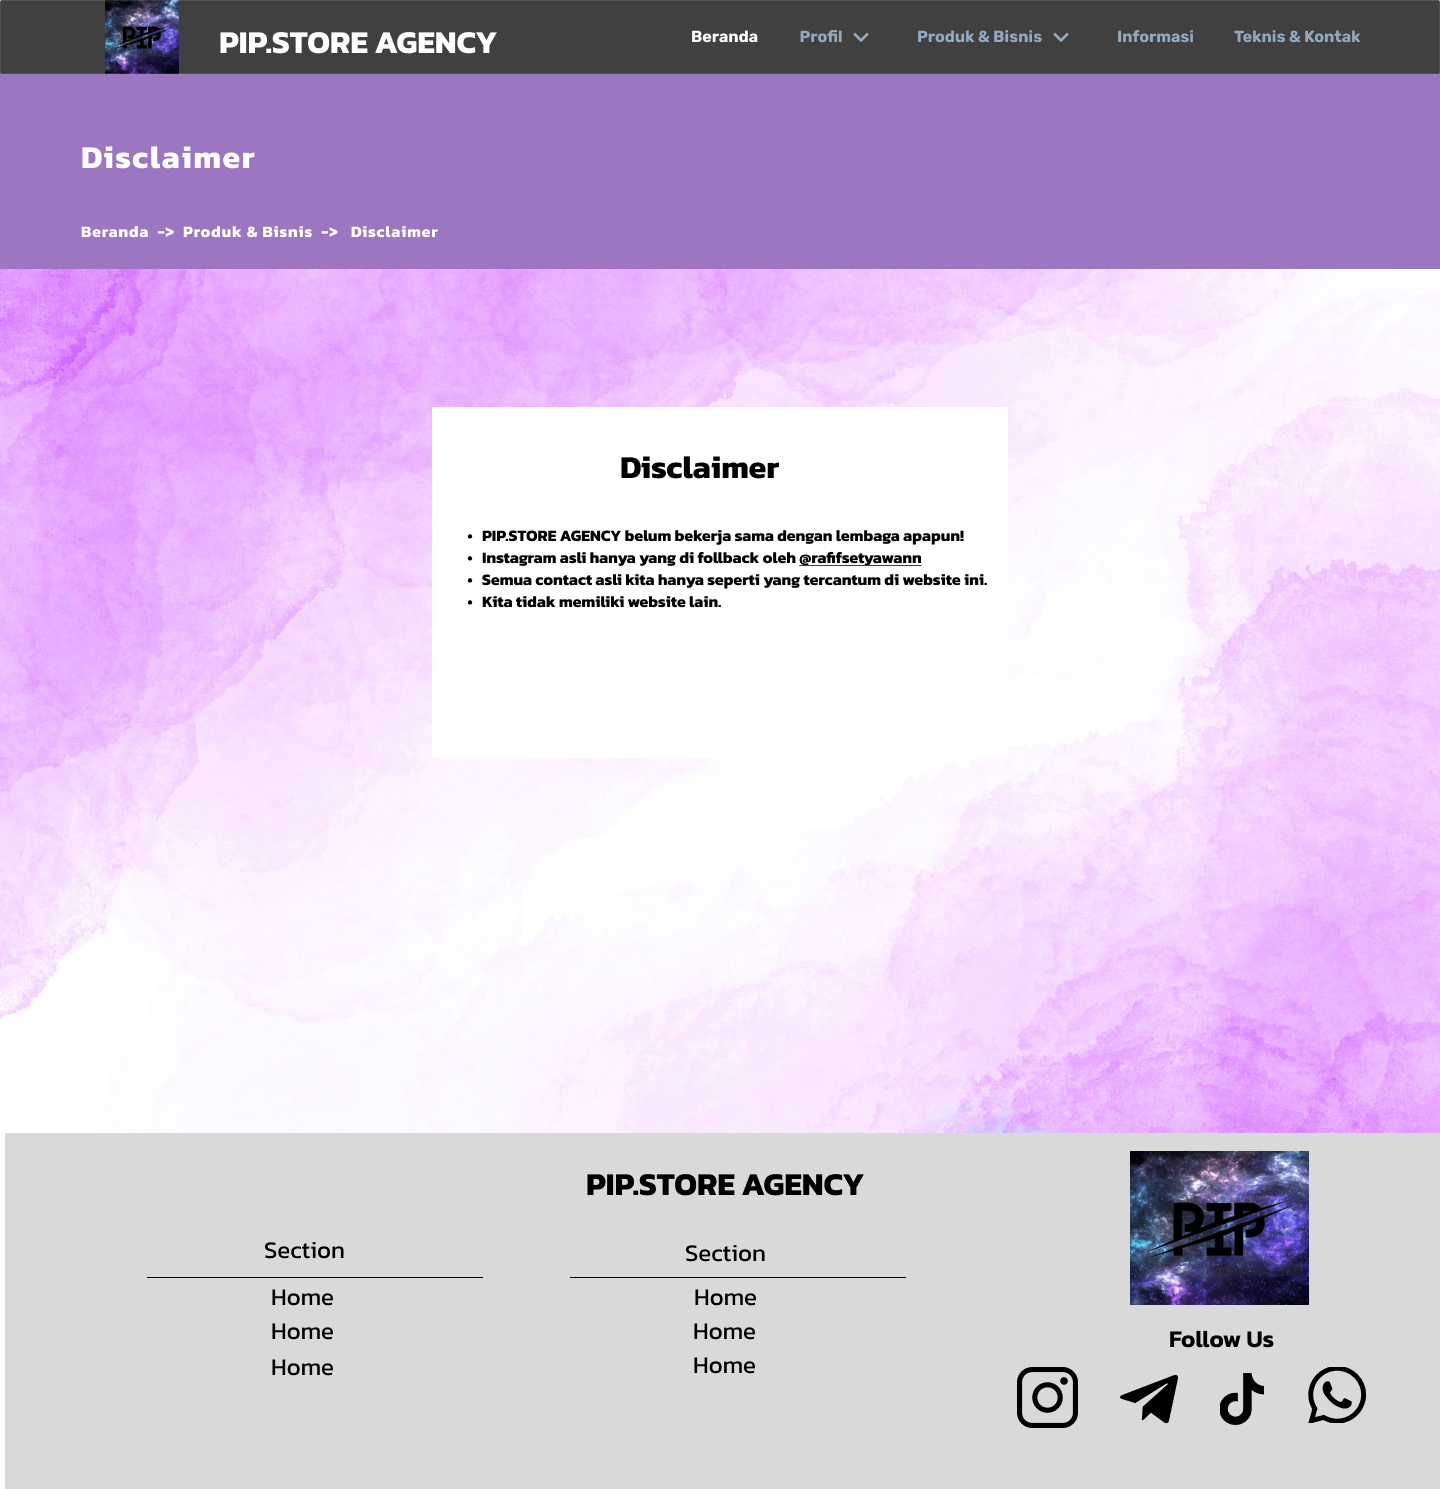 PIP
PIP.STORE AGENCY
Beranda
Profil
Produk & Bisnis
Informasi
Teknis & Kontak
Disclaimer
Beranda -> Produk & Bisnis -> Disclaimer
Disclaimer
• PIP.STORE AGENCY belum bekerja sama dengan lembaga apapun!
• Instagram asli hanya yang di follback oleh @rafifsetyawann
• Semua contact asli kita hanya seperti yang tercantum di website ini.
• Kita tidak memiliki website lain.
PIP.STORE AGENCY
Section
Home
Home
Home
Section
Home
Home
Home
PIP
Follow Us